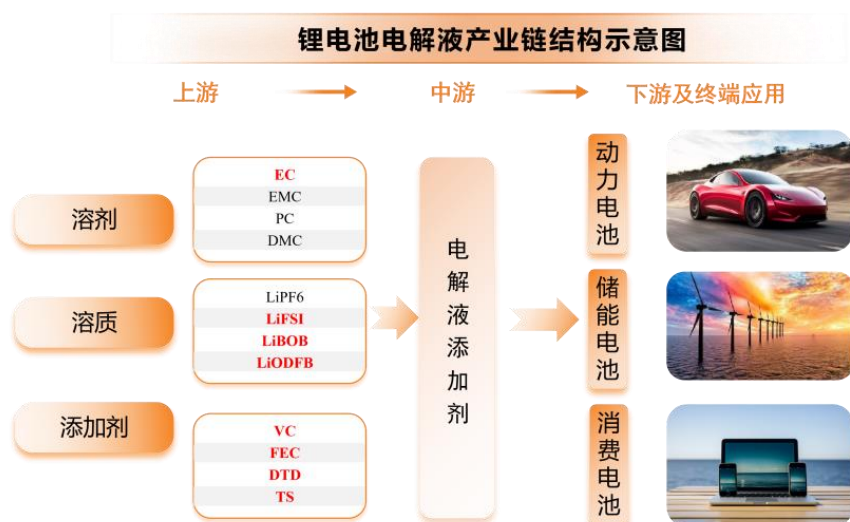 锂电池电解液产业链结构示意图
上游
中游
下游及终端应用
溶剂
EC
EMC
PC
DMC
溶质
LiPF6
LiFSI
LiBOB
LiODFB
添加剂
VC
FEC
DTD
TS
电解液添加剂
动力电池
储能电池
消费电池